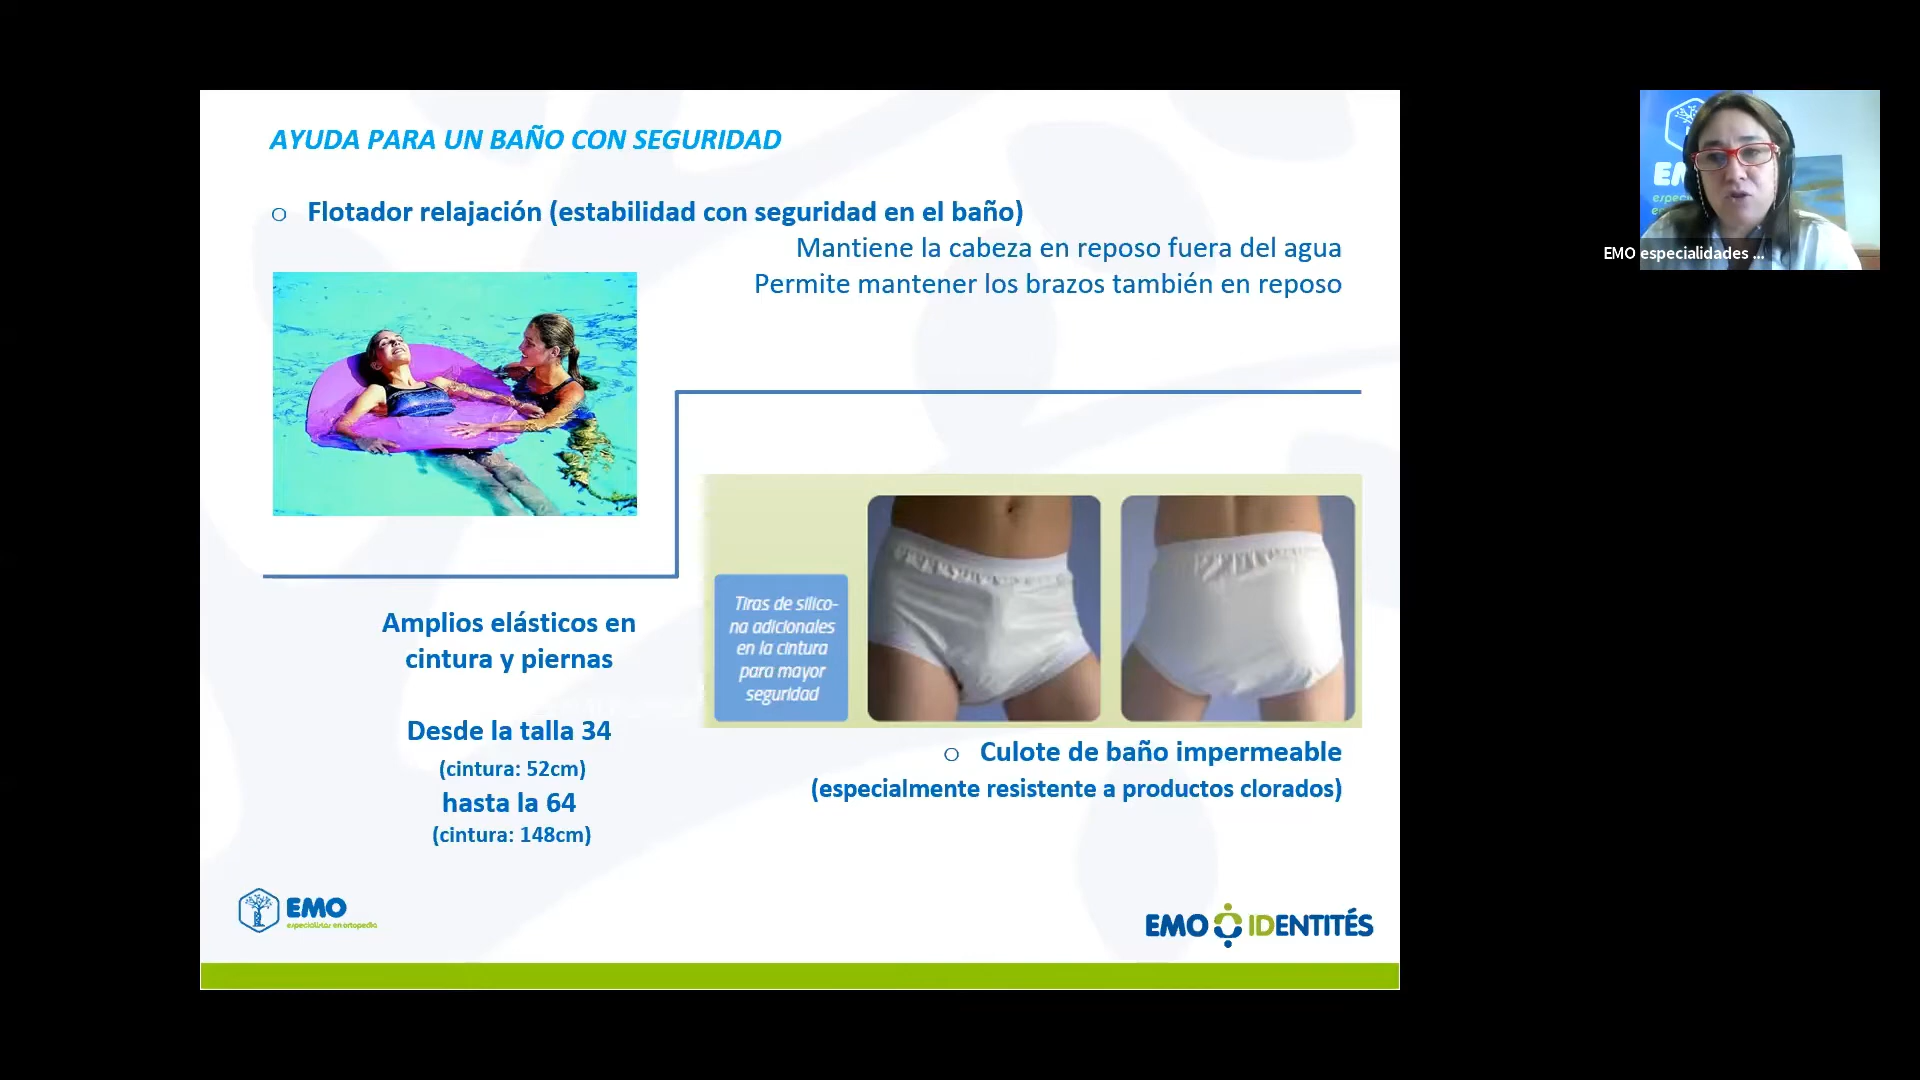 AYUDA PARA UN BAÑO CON SEGURIDAD
o Flotador relajación (estabilidad con seguridad en el baño)
Mantiene la cabeza en reposo fuera del agua
Permite mantener los brazos también en reposo
Amplios elásticos en
cintura y piernas
Desde la talla 34
(cintura: 52cm)
hasta la 64
(cintura: 148cm)
Tiras de silico-
na adicionales
en la cintura
para mayor
seguridad
o Culote de baño impermeable
(especialmente resistente a productos clorados)
EMO
especialistas en ortopedia
EMO IDENTITÉS
EMO especialidades ...